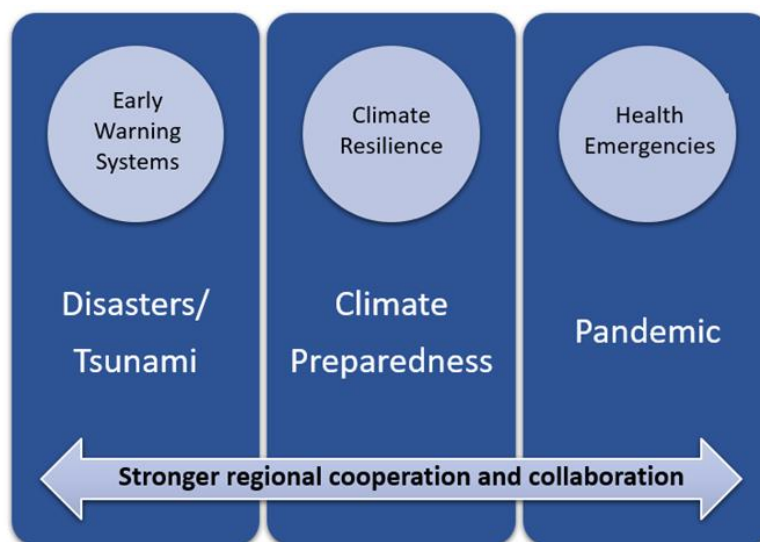 Early
Warning
Systems
Disasters/
Tsunami
Climate
Resilience
Climate
Preparedness
Health
Emergencies
Pandemic
Stronger regional cooperation and collaboration